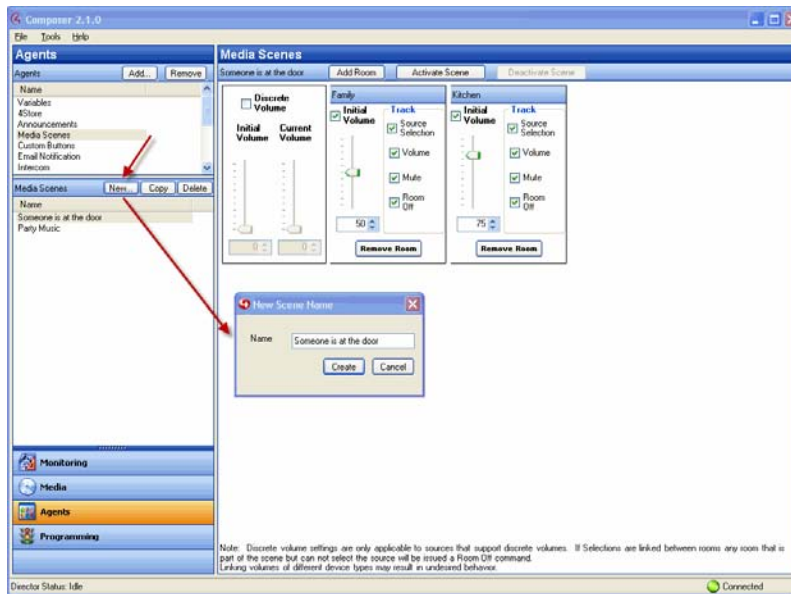 Composer 2.1.0
File Tools Help
Agents
Agents Add... Remove
Name
Variables
4Store
Announcements
Media Scenes
Custom Buttons
Email Notification
Intercom
Media Scenes New... Copy Delete
Name
Someone is at the door
Party Music
Monitoring
Media
Agents
Programming
Media Scenes
Someone is at the door Add Room Activate Scene Deactivate Scene
Discrete Volume
Initial Volume Current Volume
0 0
Family
Initial Volume
Track
Source Selection
Volume
Mute
Room Off
50
Remove Room
Kitchen
Initial Volume
Track
Source Selection
Volume
Mute
Room Off
75
Remove Room
New Scene Name
Name Someone is at the door
Create Cancel
Note: Discrete volume settings are only applicable to sources that support discrete volumes. If Selections are linked between rooms any room that is
part of the scene but can not select the source will be issued a Room Off command.
Linking volumes of different device types may result in undesired behavior.
Director Status: Idle Connected